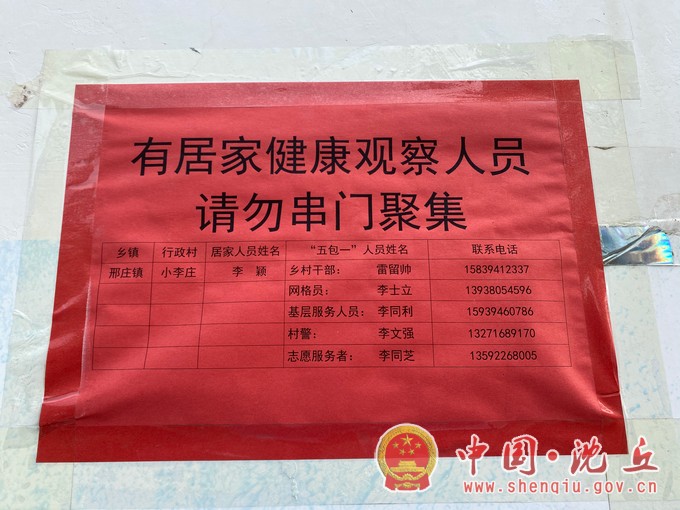 有居家健康观察人员
请勿串门聚集
乡镇 行政村 居家人员姓名 “五包一”人员姓名 联系电话
邢庄镇 小李庄 李 颖 乡村干部： 雷留帅 15839412337
网格员： 李士立 13938054596
基层服务人员： 李同利 15939460786
村警： 李文强 13271689170
志愿服务者： 李同芝 13592268005
中国·沈丘
www.shenqiu.gov.cn